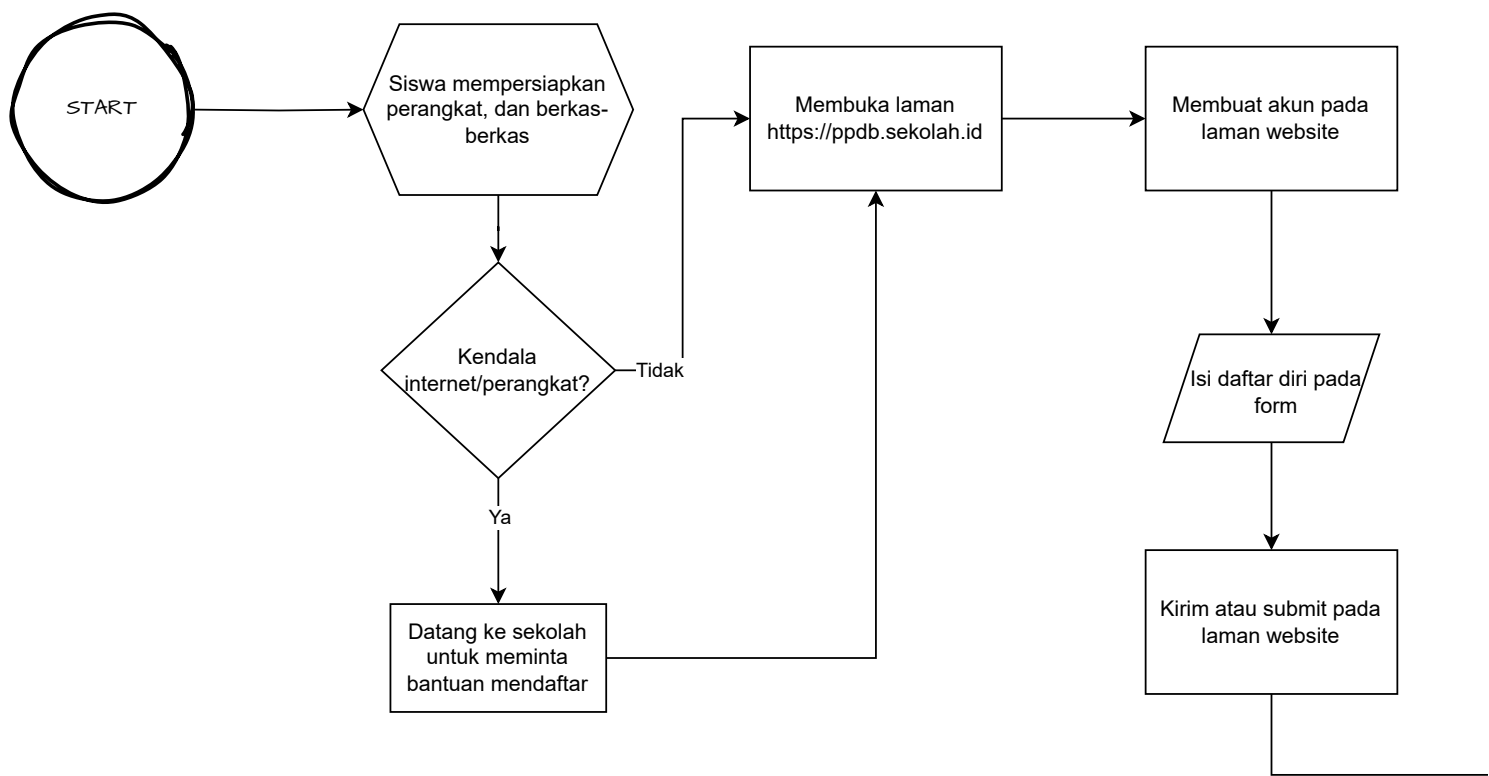 START
Siswa mempersiapkan
perangkat, dan berkas-
berkas
Kendala
internet/perangkat?
Tidak
Ya
Datang ke sekolah
untuk meminta
bantuan mendaftar
Membuka laman
https://ppdb.sekolah.id
Membuat akun pada
laman website
Isi daftar diri pada
form
Kirim atau submit pada
laman website